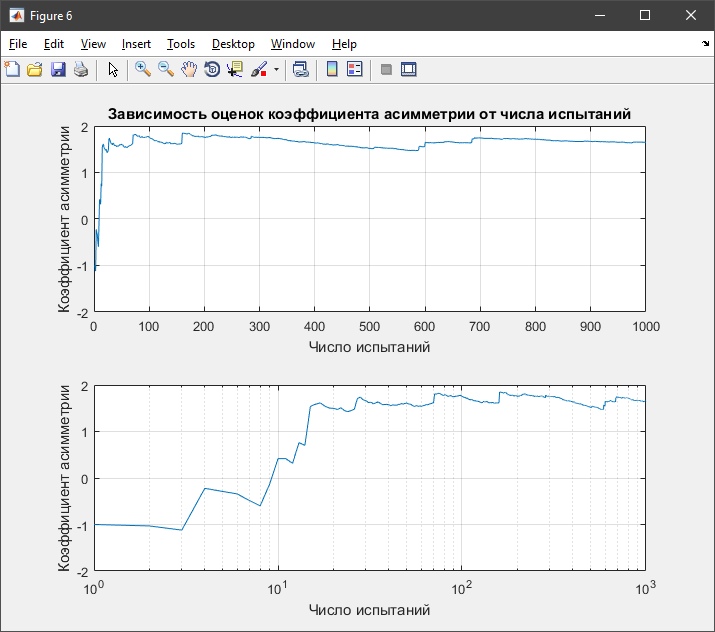 Figure 6
File Edit View Insert Tools Desktop Window Help
Зависимость оценок коэффициента асимметрии от числа испытаний
Коэффициент асимметрии
2
1
0
-1
-2
0 100 200 300 400 500 600 700 800 900 1000
Число испытаний
Коэффициент асимметрии
2
1
0
-1
-2
10^0 10^1 10^2 10^3
Число испытаний